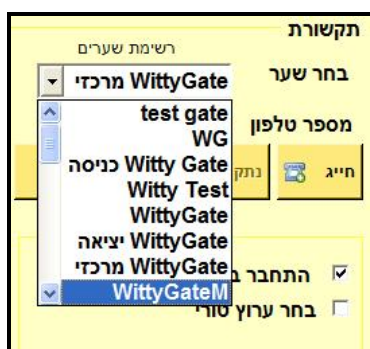 תקשורת
רשימת שערים
בחר שער
WittyGate מרכזי
test gate
WG
Witty Gate כניסה
Witty Test
WittyGate
WittyGate יציאה
WittyGate מרכזי
WittyGateM
מספר טלפון
חייג
נתק
התחבר ב
בחר ערוץ טורי